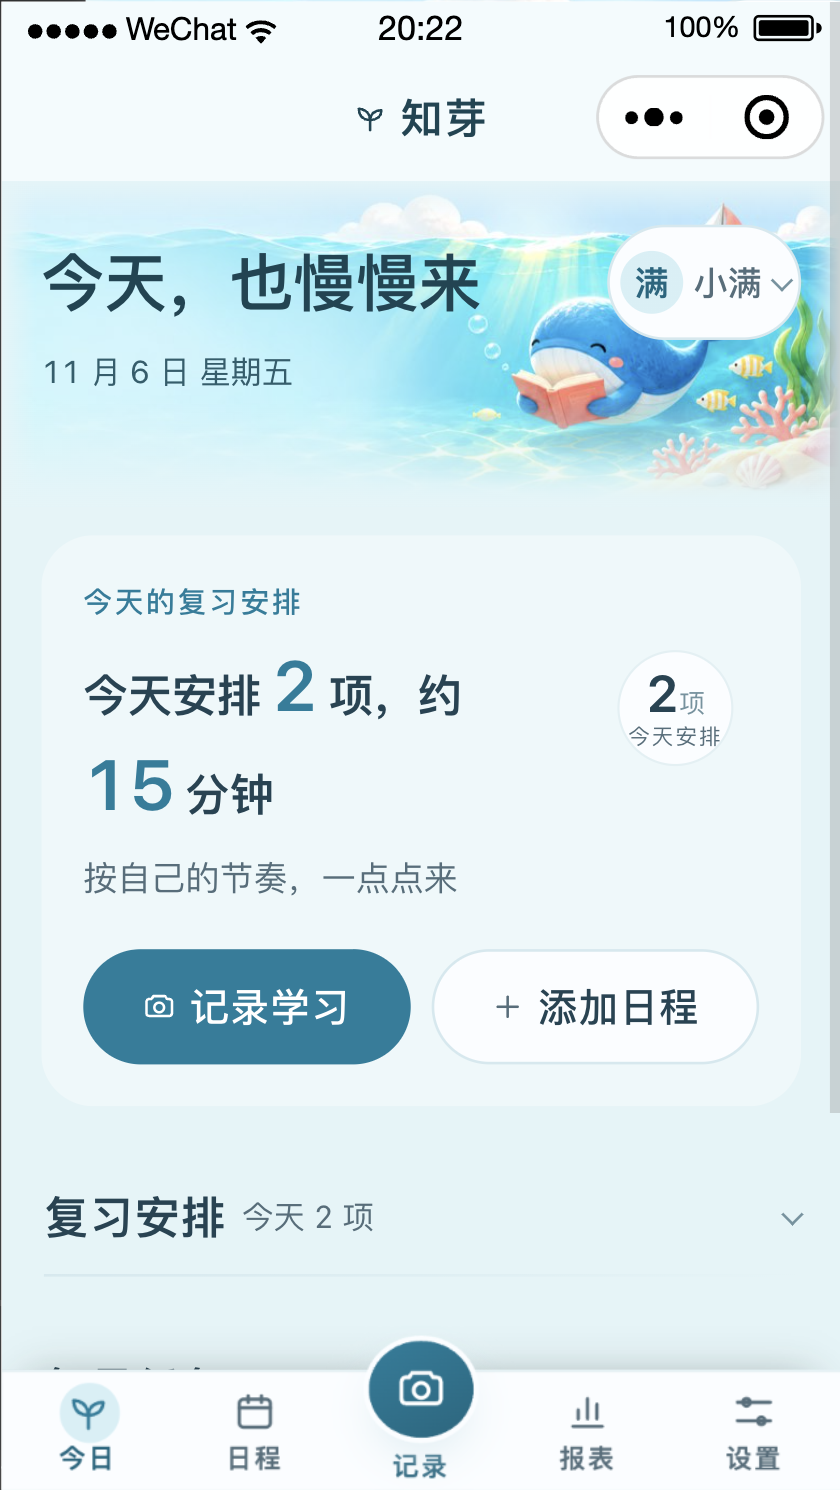 WeChat 20:22 100%
知芽
今天，也慢慢来
满 小满
11 月 6 日 星期五
今天的复习安排
今天安排 2 项，约
15 分钟
2项
今天安排
按自己的节奏，一点点来
记录学习
+ 添加日程
复习安排 今天 2 项
今日
日程
记录
报表
设置